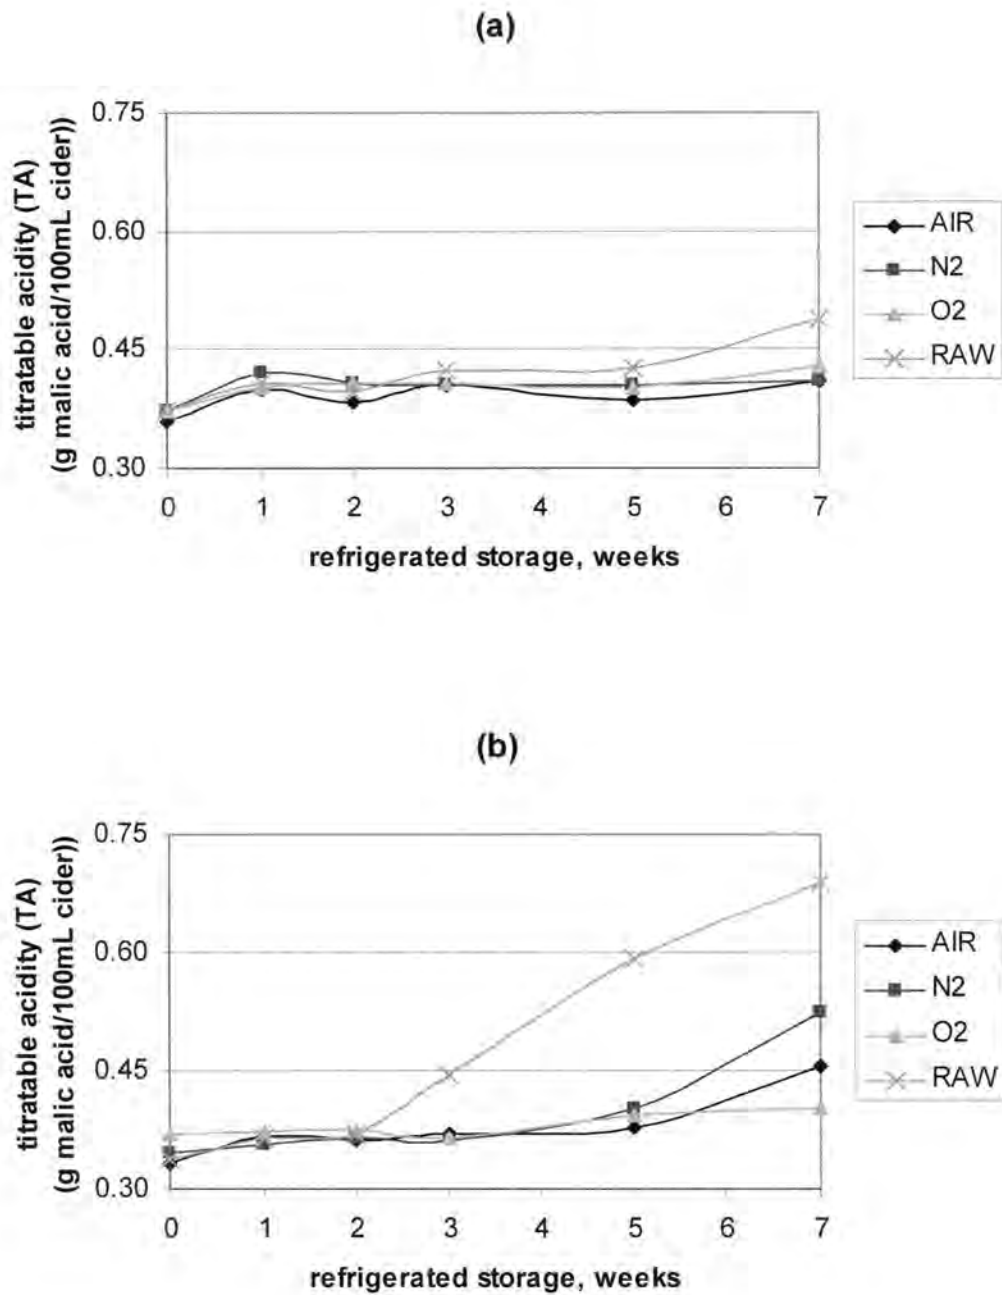 (a)
0.75
0.60
0.45
0.30
titratable acidity (TA)
(g malic acid/100mL cider))
0 1 2 3 4 5 6 7
refrigerated storage, weeks
AIR
N2
O2
RAW
(b)
0.75
0.60
0.45
0.30
titratable acidity (TA)
(g malic acid/100mL cider))
0 1 2 3 4 5 6 7
refrigerated storage, weeks
AIR
N2
O2
RAW